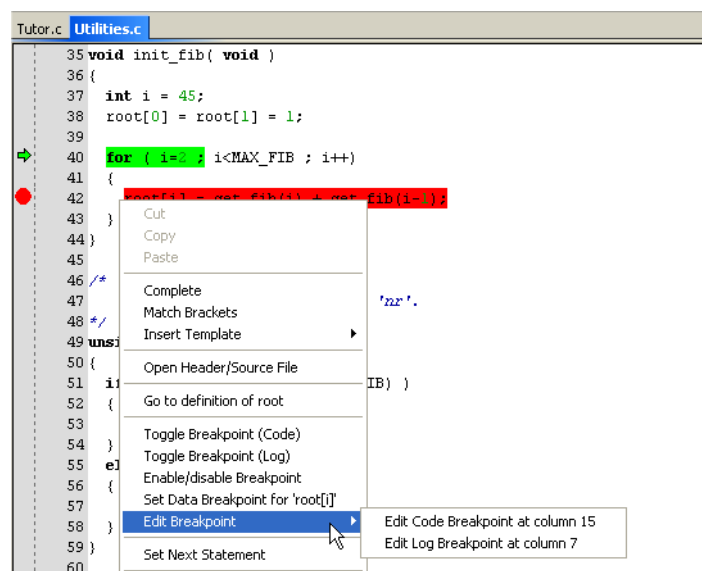 Tutor.c Utilities.c
35 void init_fib( void )
36 {
37 int i = 45;
38 root[0] = root[1] = 1;
39
40 for ( i=2 ; i<MAX_FIB ; i++)
41 {
42 root[i] = get_fib(i) + get_fib(i-1);
43 }
44 }
45
46 /*
47 'nr'.
48 */
49 unsi
50 {
51 if IB) )
52 {
53
54 }
55 el
56 {
57
58 }
59 }
60
Cut
Copy
Paste
Complete
Match Brackets
Insert Template
Open Header/Source File
Go to definition of root
Toggle Breakpoint (Code)
Toggle Breakpoint (Log)
Enable/disable Breakpoint
Set Data Breakpoint for 'root[i]'
Edit Breakpoint
Set Next Statement
Edit Code Breakpoint at column 15
Edit Log Breakpoint at column 7